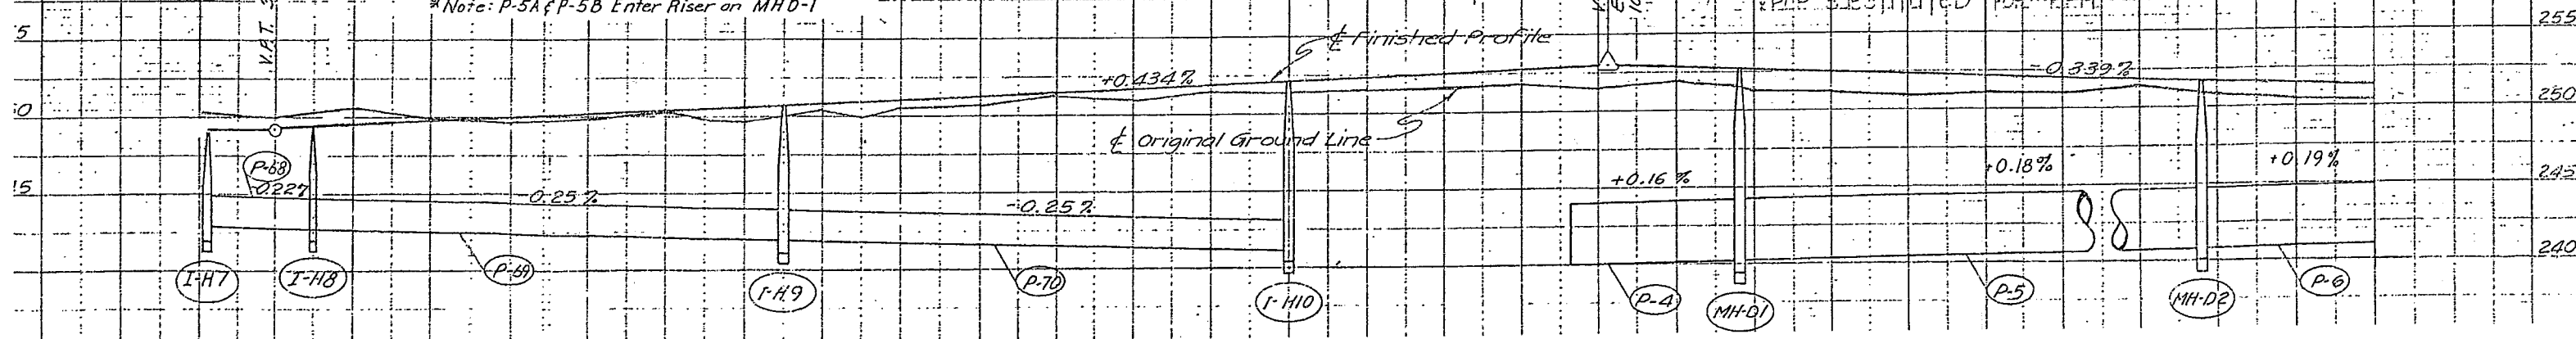 *Note: P-5A & P-5B Enter Riser on MHD-1
255
V.P.T.
℄ Finished Profile
+0.434%
-0.339%
250
℄ Original Ground Line
P-68
-0.227
-0.25%
-0.25%
+0.16%
+0.18%
+0.19%
245
240
I-H7
I-H8
P-69
I-H9
P-70
I-H10
P-4
MH-D1
P-5
MH-D2
P-6